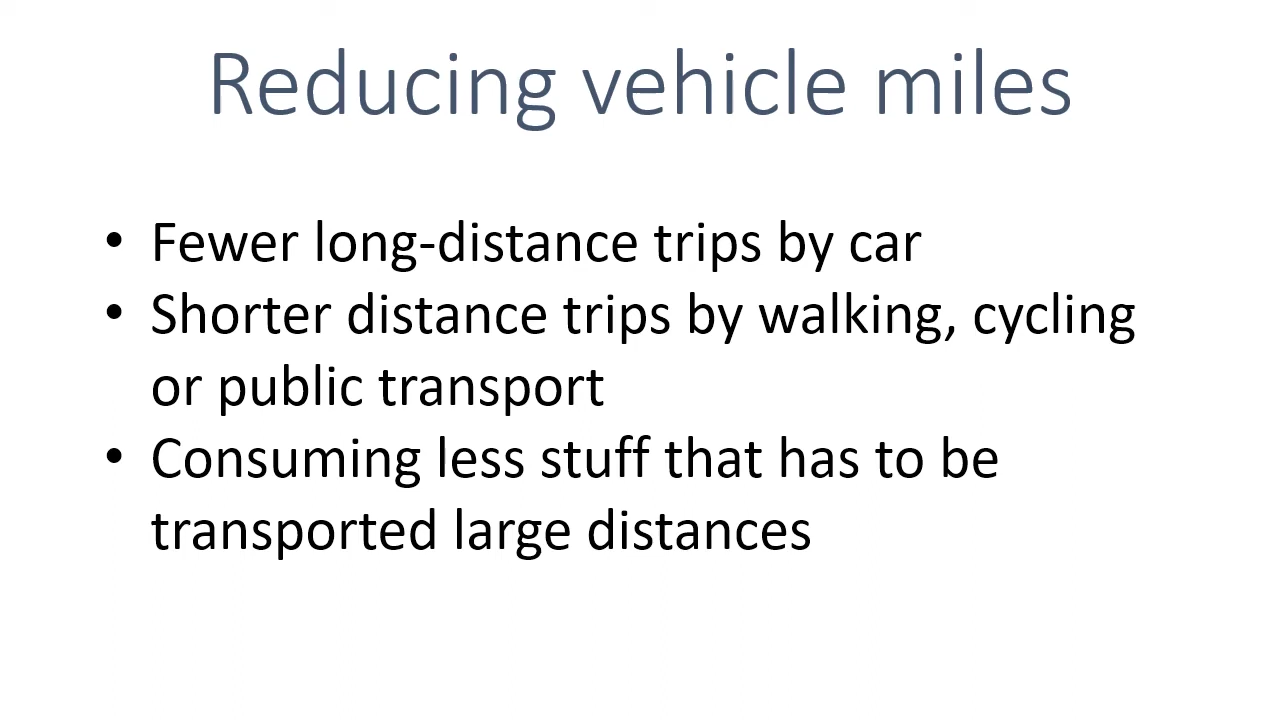 Reducing vehicle miles
• Fewer long-distance trips by car
• Shorter distance trips by walking, cycling
or public transport
• Consuming less stuff that has to be
transported large distances